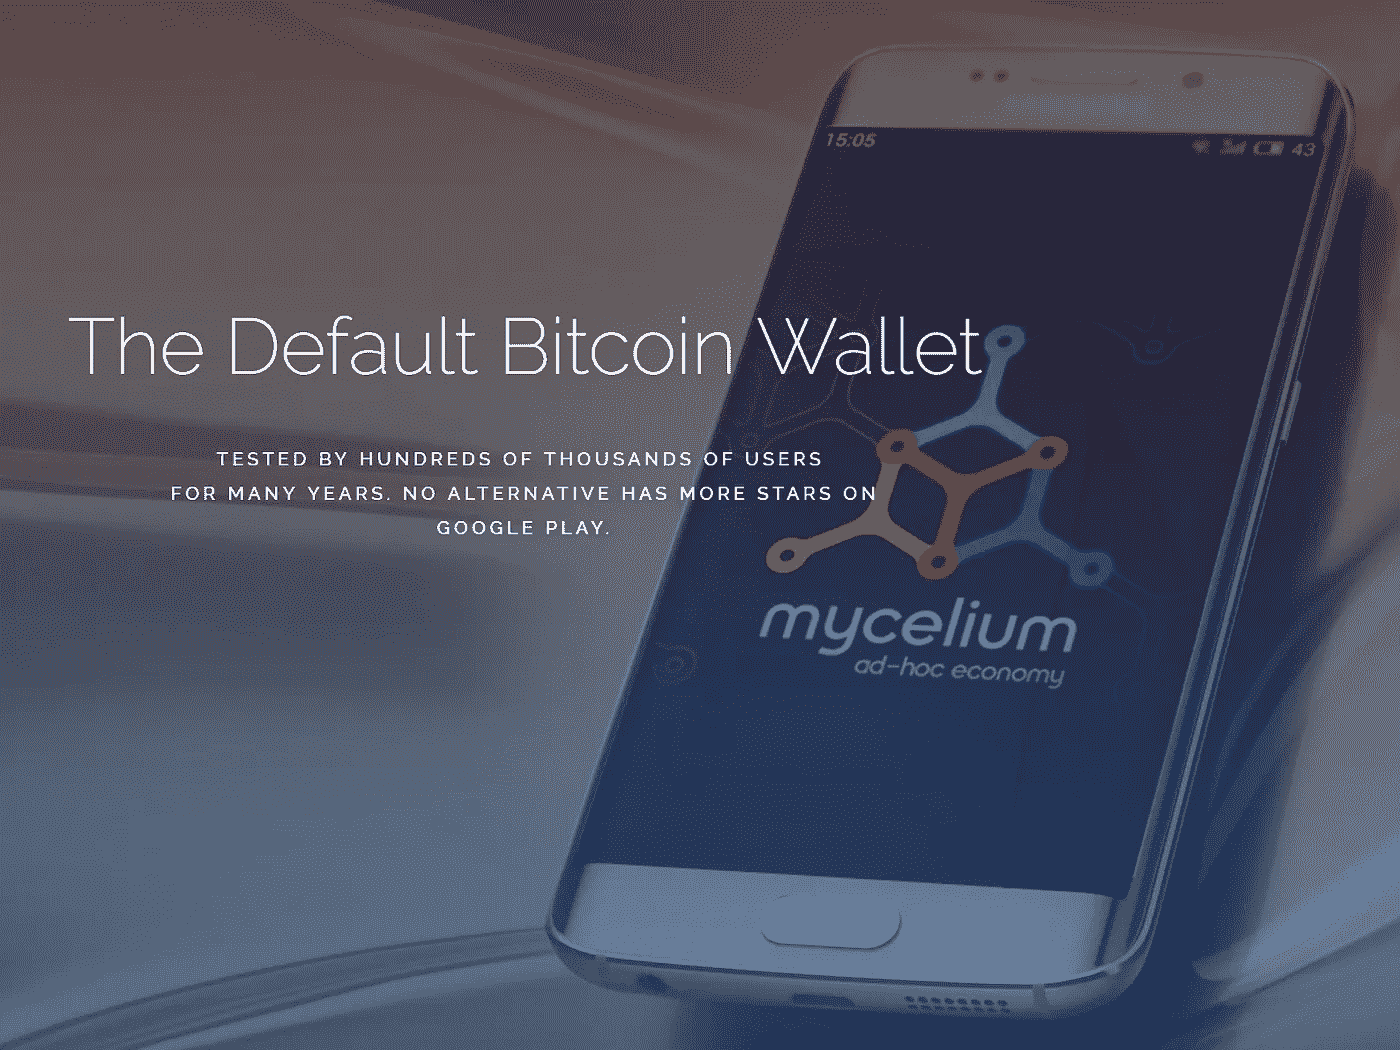 15:05
43
The Default Bitcoin Wallet
TESTED BY HUNDREDS OF THOUSANDS OF USERS
FOR MANY YEARS. NO ALTERNATIVE HAS MORE STARS ON
GOOGLE PLAY.
mycelium
ad-hoc economy